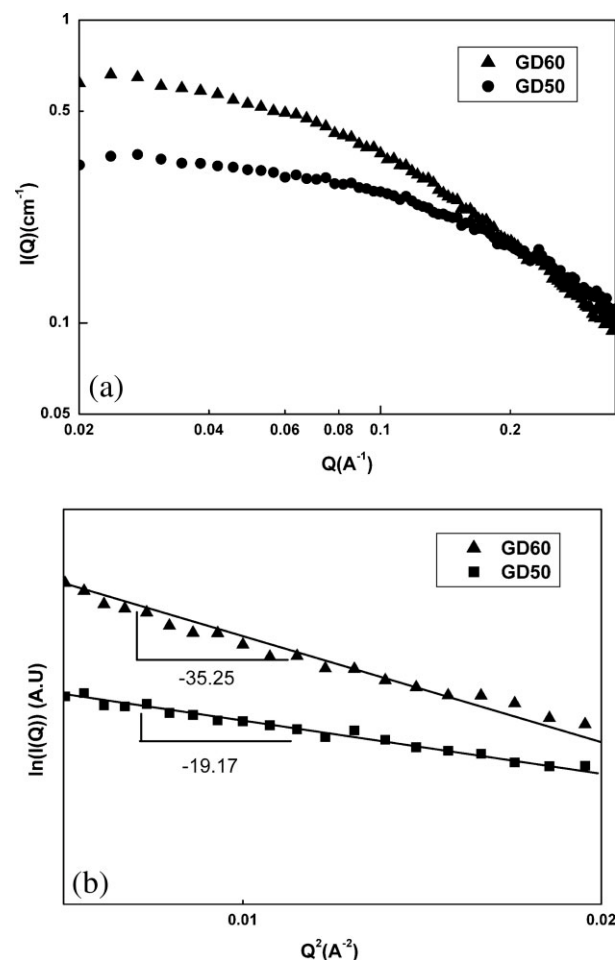 1
0.5
0.1
0.05
0.02
0.04
0.06
0.08
0.1
0.2
I(Q)(cm⁻¹)
Q(A⁻¹)
GD60
GD50
(a)
GD60
GD50
-35.25
-19.17
ln(I(Q)) (A.U)
(b)
0.01
0.02
Q²(A⁻²)